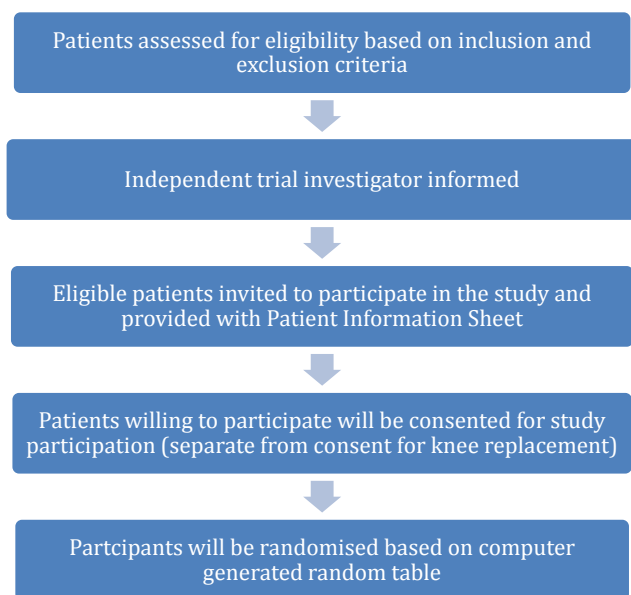 Patients assessed for eligibility based on inclusion and
exclusion criteria
Independent trial investigator informed
Eligible patients invited to participate in the study and
provided with Patient Information Sheet
Patients willing to participate will be consented for study
participation (separate from consent for knee replacement)
Partcipants will be randomised based on computer
generated random table